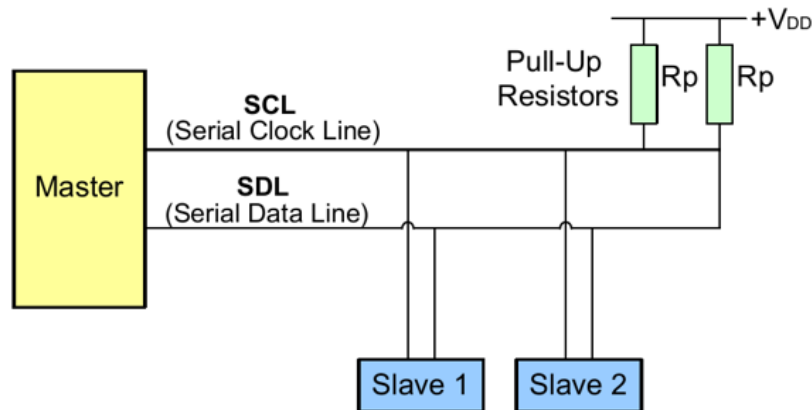 +VDD
Pull-Up
Resistors
Rp
Rp
SCL
(Serial Clock Line)
Master
SDL
(Serial Data Line)
Slave 1
Slave 2